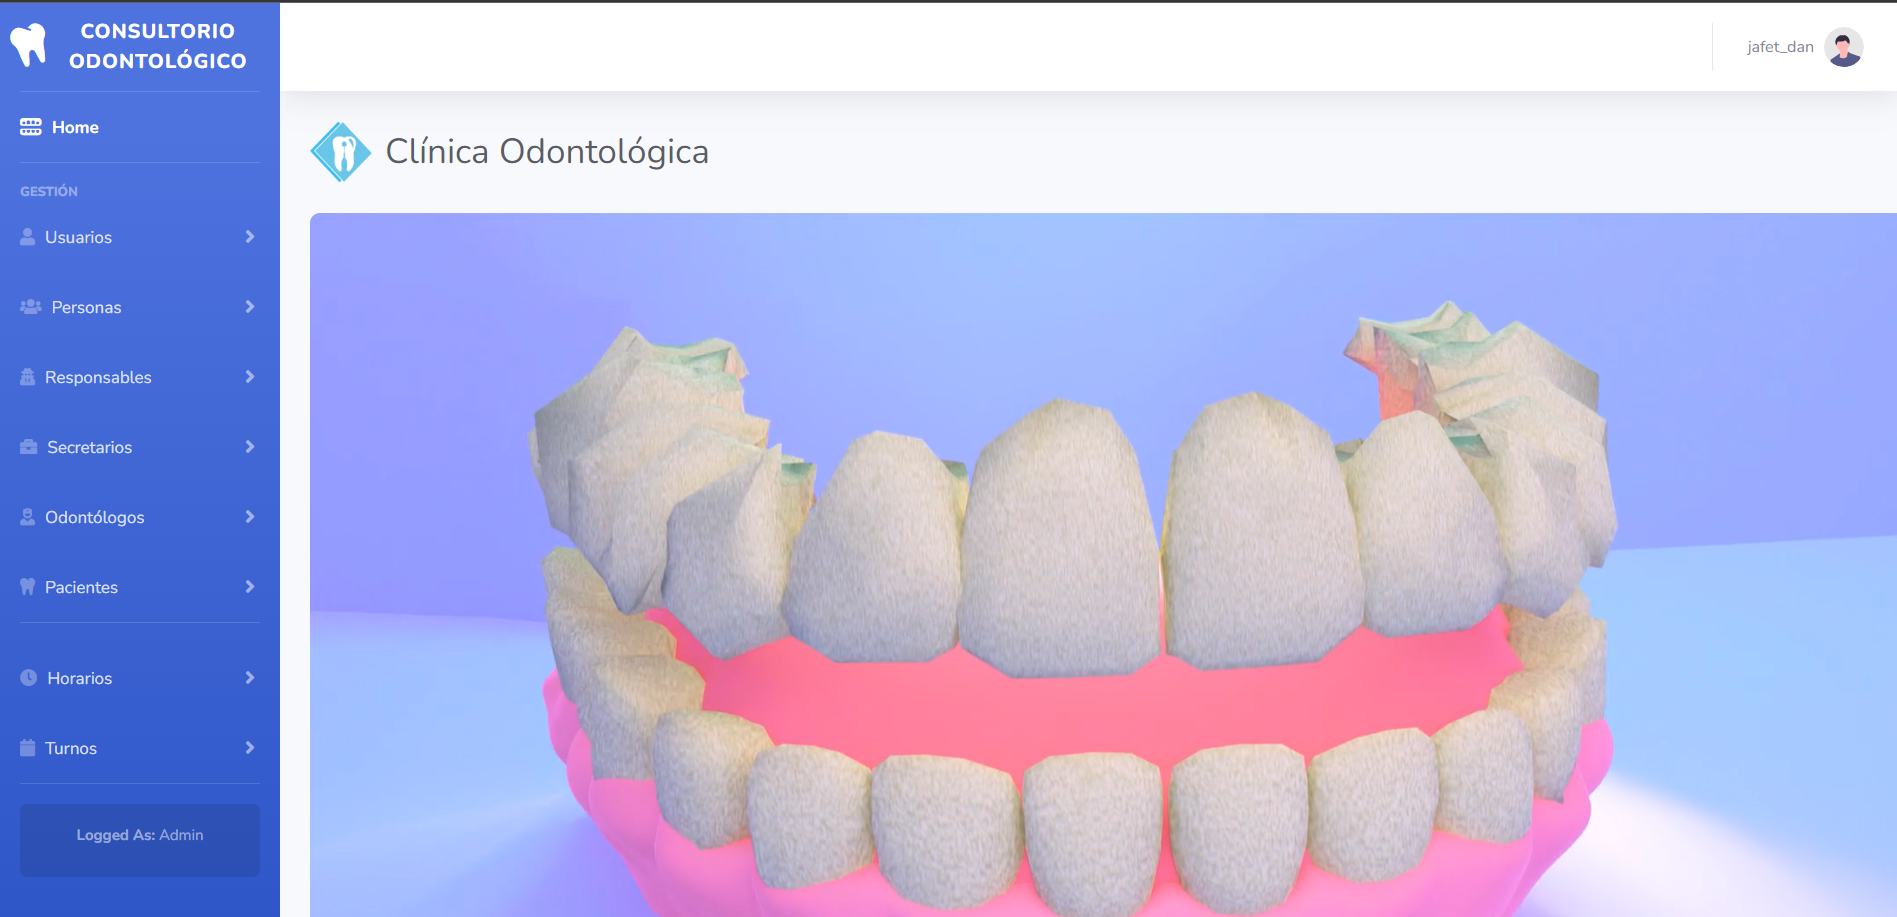 CONSULTORIO
ODONTOLÓGICO
jafet_dan
Home
Clínica Odontológica
GESTIÓN
Usuarios
Personas
Responsables
Secretarios
Odontólogos
Pacientes
Horarios
Turnos
Logged As: Admin